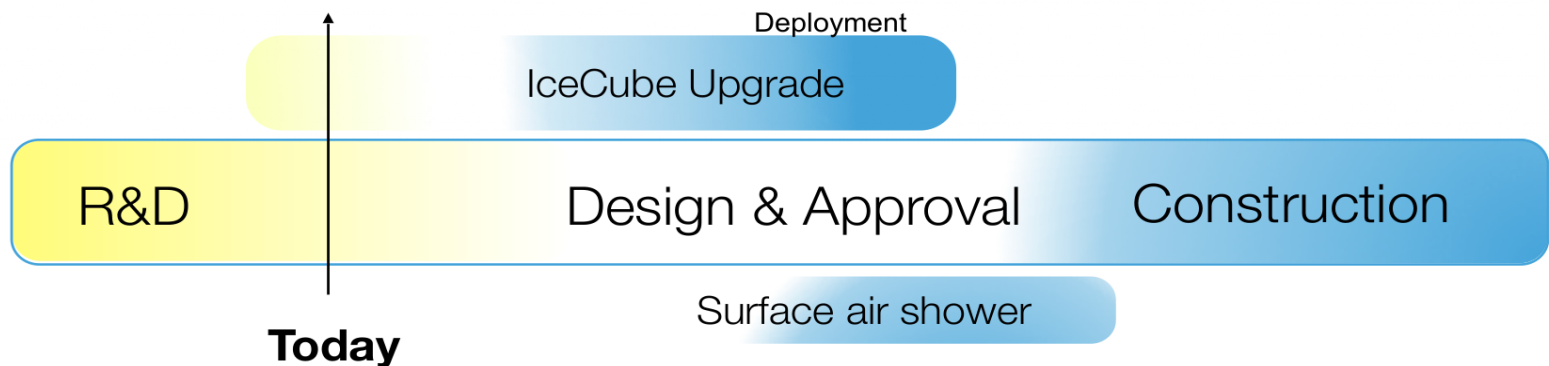 Deployment
IceCube Upgrade
R&D
Design & Approval
Construction
Surface air shower
Today